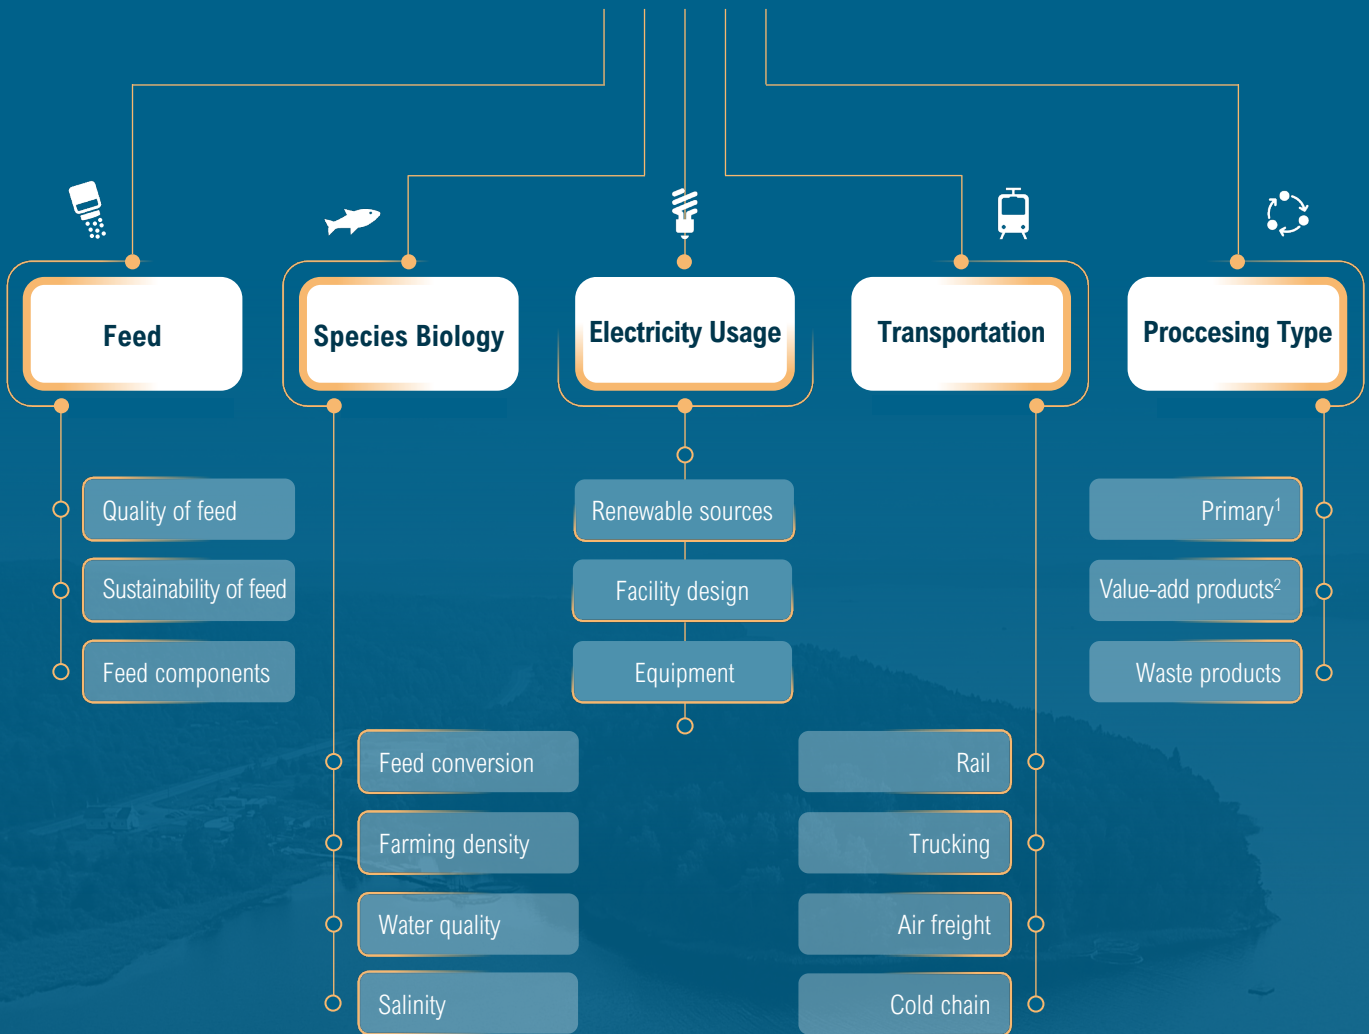 Feed
Species Biology
Electricity Usage
Transportation
Proccesing Type
Quality of feed
Sustainability of feed
Feed components
Feed conversion
Farming density
Water quality
Salinity
Renewable sources
Facility design
Equipment
Rail
Trucking
Air freight
Cold chain
Primary¹
Value-add products²
Waste products